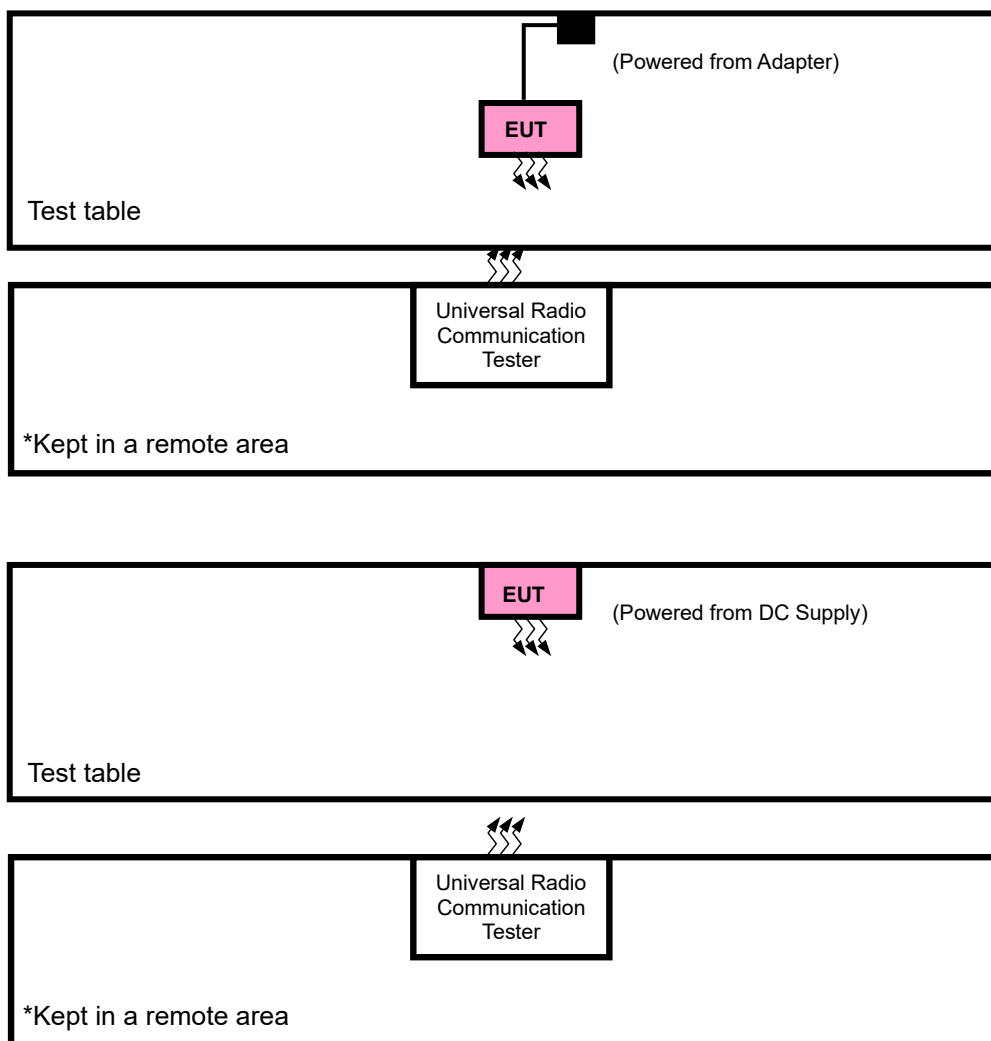 (Powered from Adapter)
EUT
Test table
Universal Radio
Communication
Tester
*Kept in a remote area
EUT
(Powered from DC Supply)
Test table
Universal Radio
Communication
Tester
*Kept in a remote area